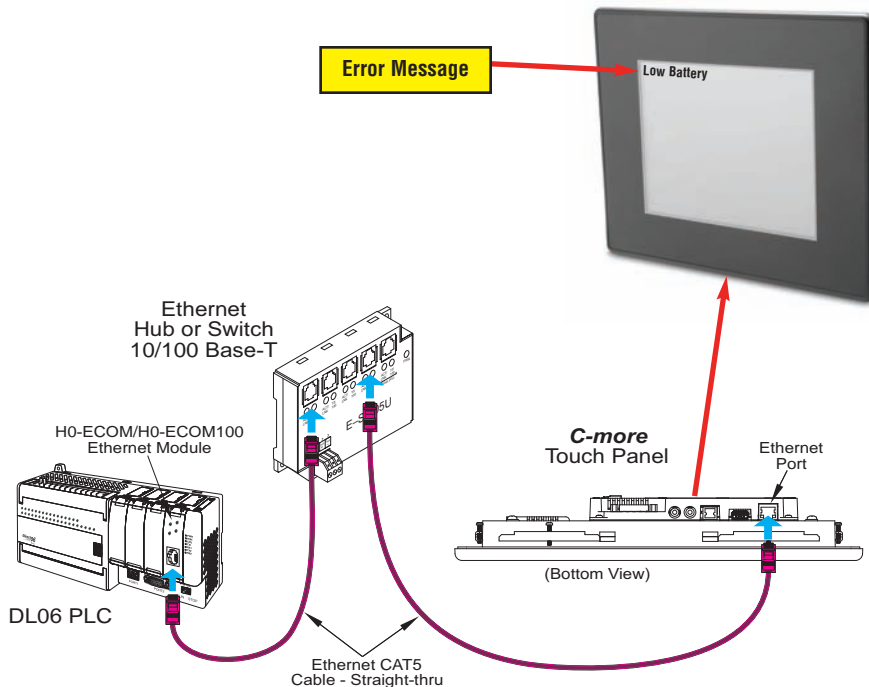 Error Message
Low Battery
Ethernet
Hub or Switch
10/100 Base-T
H0-ECOM/H0-ECOM100
Ethernet Module
C-more
Touch Panel
Ethernet
Port
(Bottom View)
DL06 PLC
Ethernet CAT5
Cable - Straight-thru